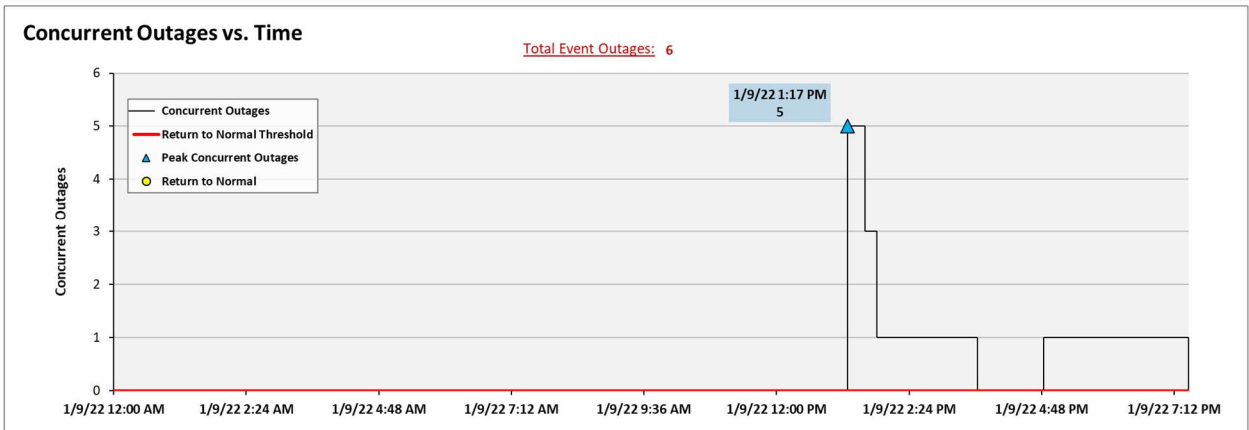 Concurrent Outages vs. Time
Total Event Outages: 6
1/9/22 1:17 PM
5
Concurrent Outages
Return to Normal Threshold
Peak Concurrent Outages
Return to Normal
Concurrent Outages
6
5
4
3
2
1
0
1/9/22 12:00 AM 1/9/22 2:24 AM 1/9/22 4:48 AM 1/9/22 7:12 AM 1/9/22 9:36 AM 1/9/22 12:00 PM 1/9/22 2:24 PM 1/9/22 4:48 PM 1/9/22 7:12 PM